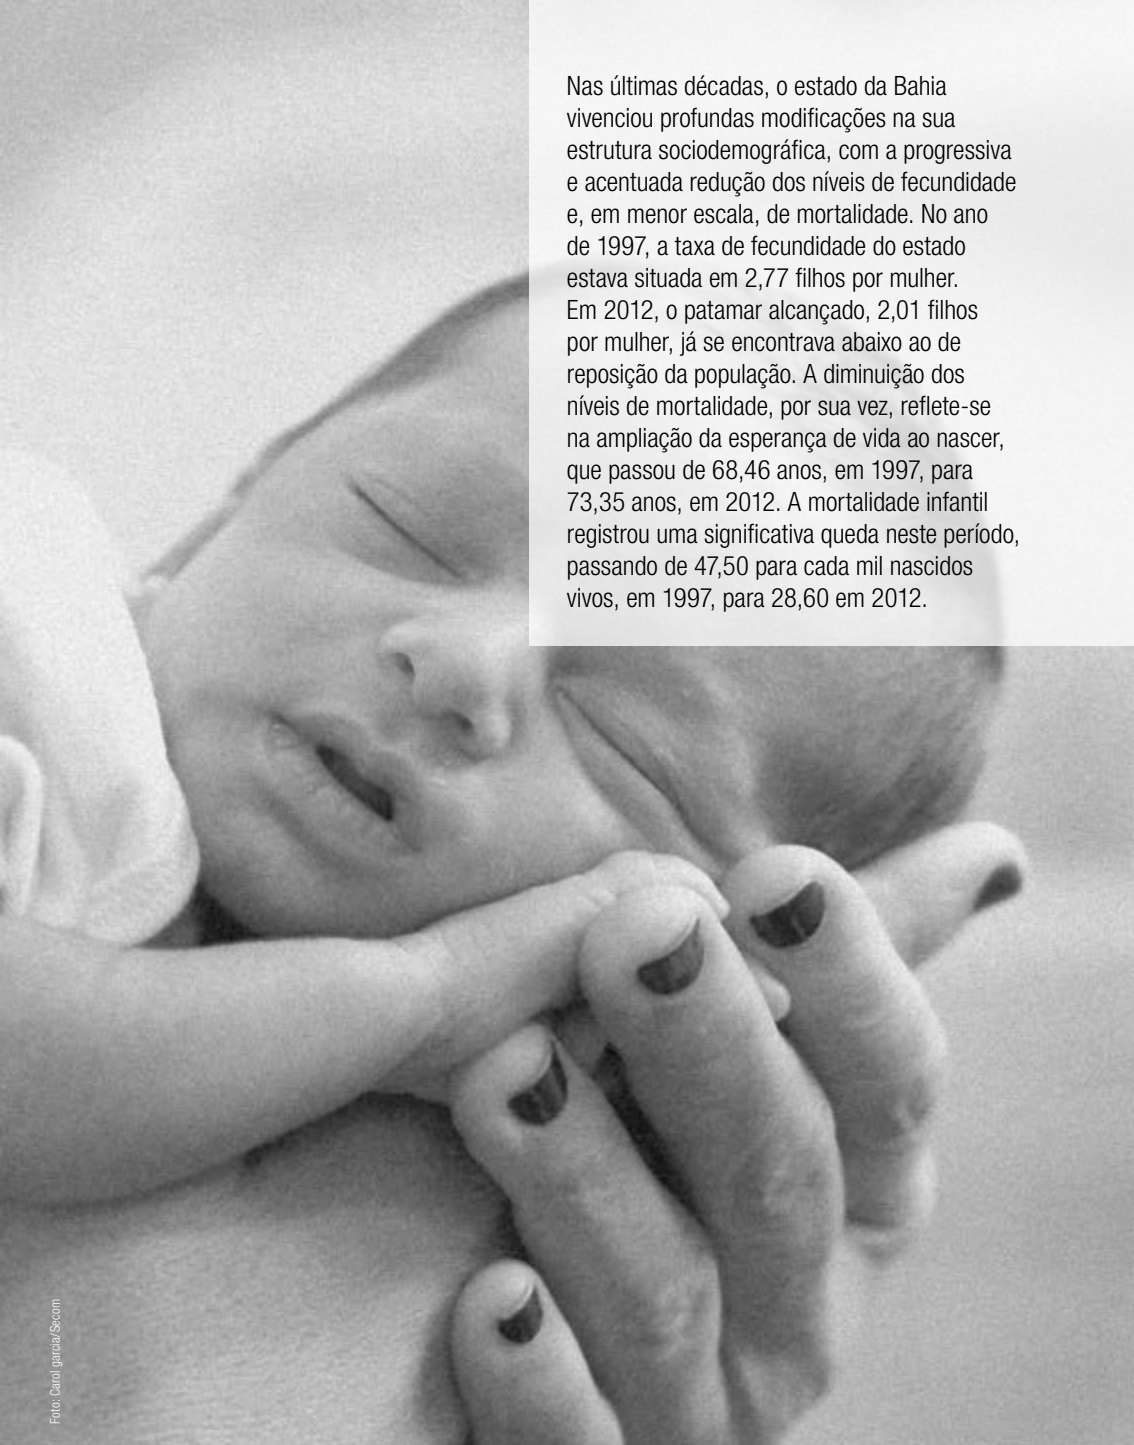 Nas últimas décadas, o estado da Bahia
vivenciou profundas modificações na sua
estrutura sociodemográfica, com a progressiva
e acentuada redução dos níveis de fecundidade
e, em menor escala, de mortalidade. No ano
de 1997, a taxa de fecundidade do estado
estava situada em 2,77 filhos por mulher.
Em 2012, o patamar alcançado, 2,01 filhos
por mulher, já se encontrava abaixo ao de
reposição da população. A diminuição dos
níveis de mortalidade, por sua vez, reflete-se
na ampliação da esperança de vida ao nascer,
que passou de 68,46 anos, em 1997, para
73,35 anos, em 2012. A mortalidade infantil
registrou uma significativa queda neste período,
passando de 47,50 para cada mil nascidos
vivos, em 1997, para 28,60 em 2012.
Foto: Carol garcia/Secom